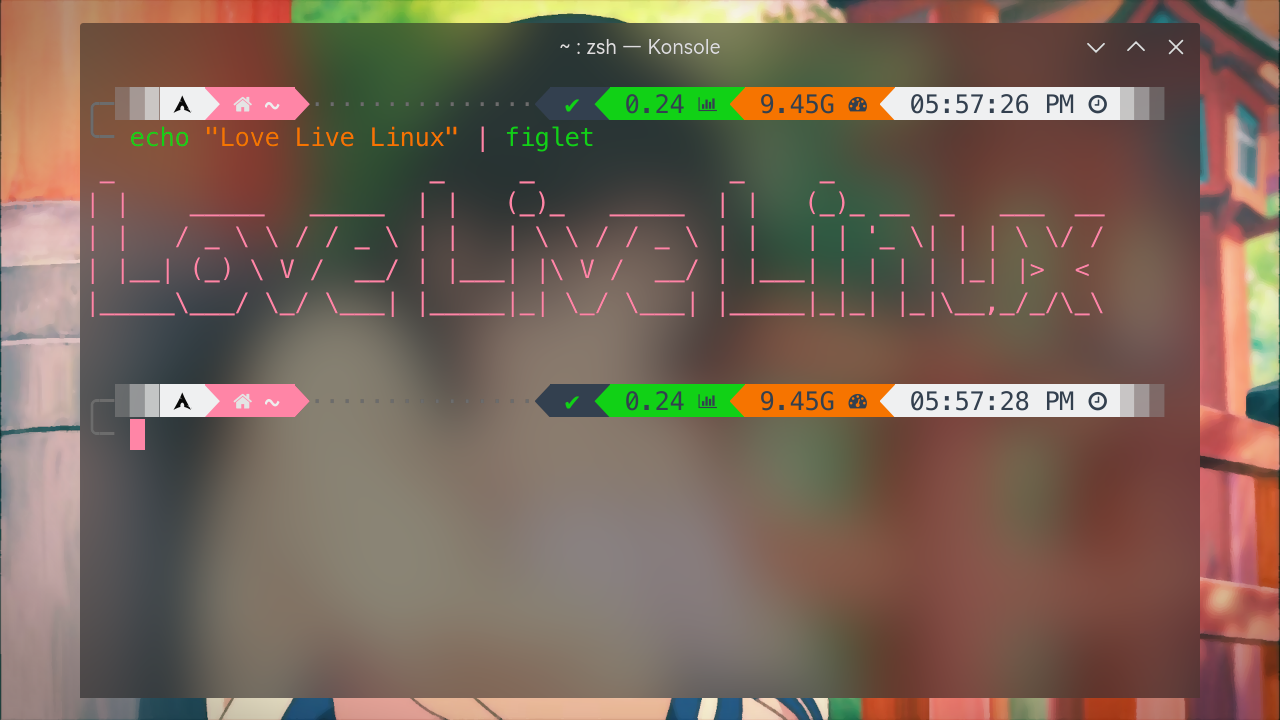 ~ : zsh — Konsole
~ ✔ 0.24 9.45G 05:57:26 PM
echo "Love Live Linux" | figlet
Love Live Linux
~ ✔ 0.24 9.45G 05:57:28 PM